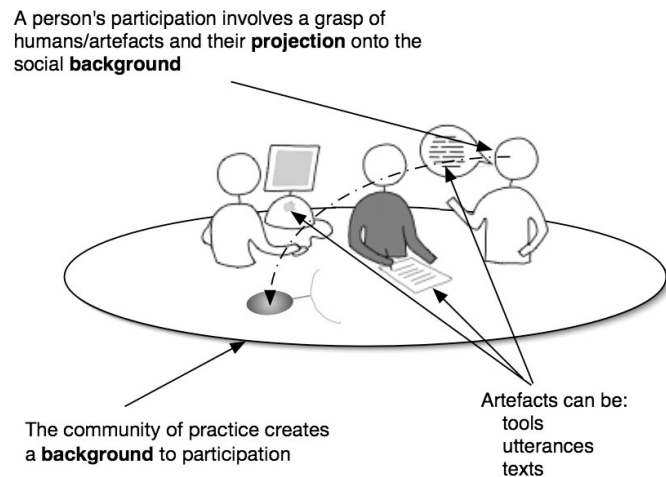 A person's participation involves a grasp of
humans/artefacts and their projection onto the
social background
The community of practice creates
a background to participation
Artefacts can be:
tools
utterances
texts